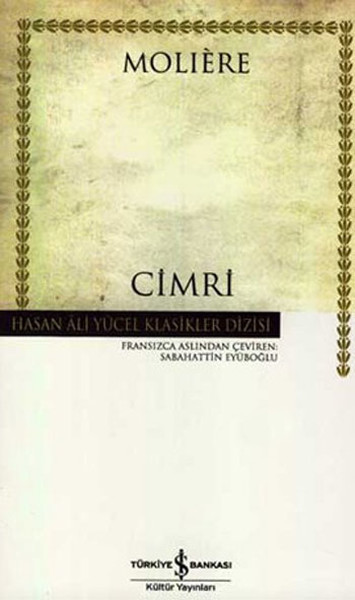 MOLIÈRE
CİMRİ
HASAN ÂLİ YÜCEL KLASİKLER DİZİSİ
FRANSIZCA ASLINDAN ÇEVİREN:
SABAHATTİN EYÜBOĞLU
TÜRKİYE İŞ BANKASI
Kültür Yayınları